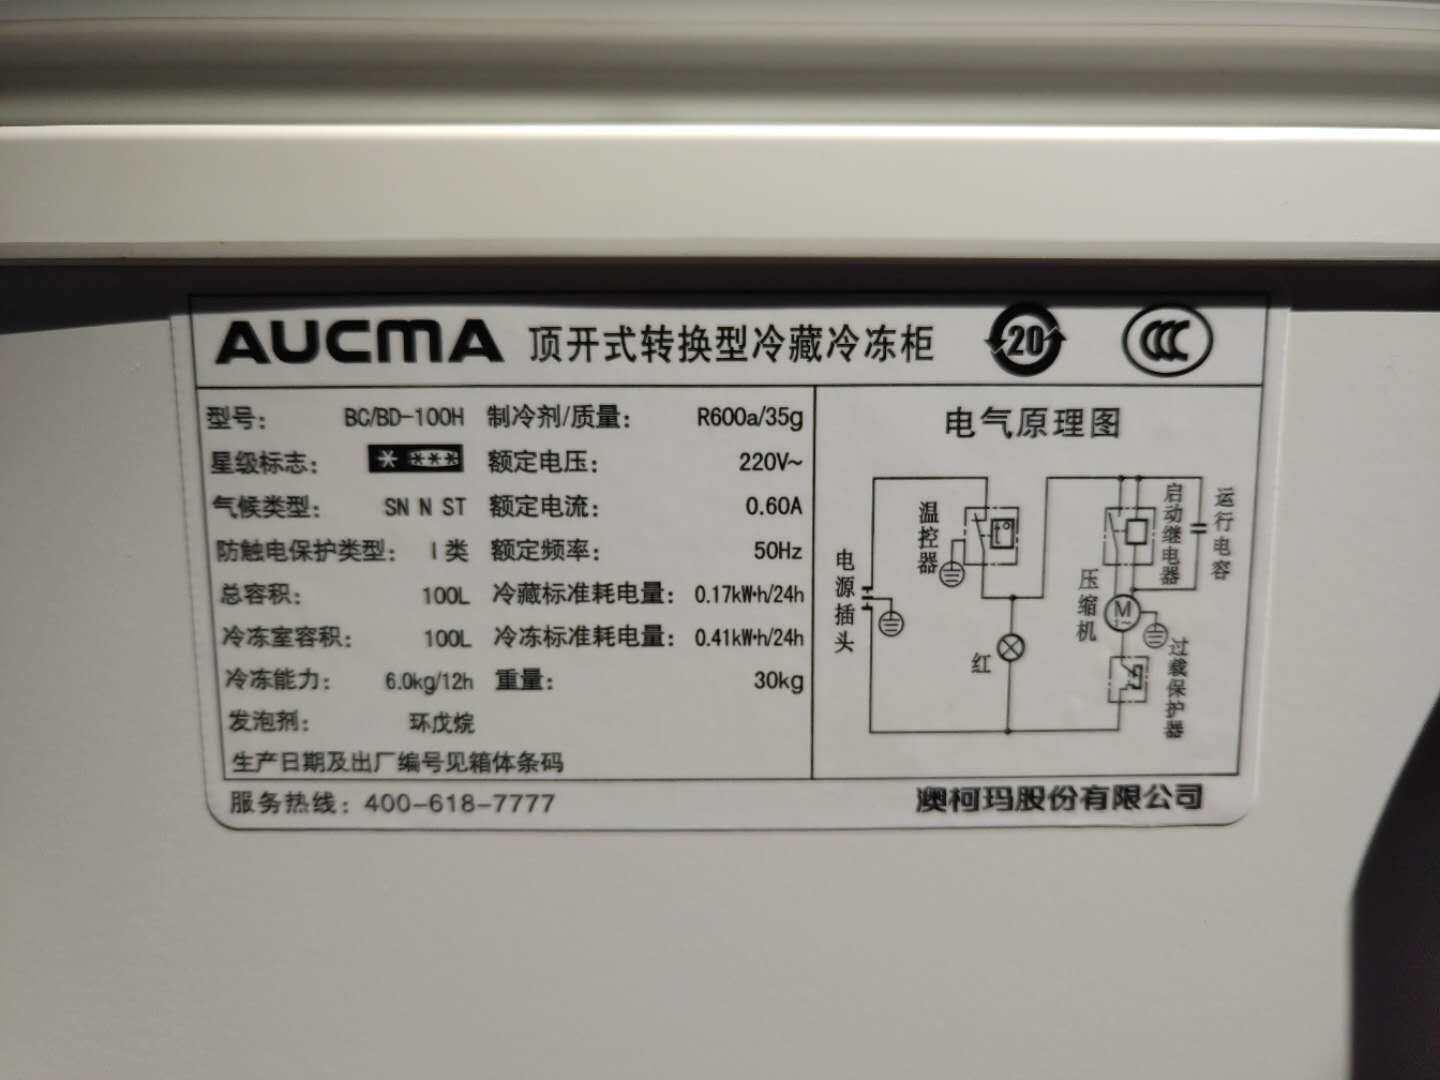 AUCMA 顶开式转换型冷藏冷冻柜 20 CCC
型号: BC/BD-100H 制冷剂/质量: R600a/35g
星级标志: * *** 额定电压: 220V~
气候类型: SN N ST 额定电流: 0.60A
防触电保护类型: I 类 额定频率: 50Hz
总容积: 100L 冷藏标准耗电量: 0.17kW•h/24h
冷冻室容积: 100L 冷冻标准耗电量: 0.41kW•h/24h
冷冻能力: 6.0kg/12h 重量: 30kg
发泡剂: 环戊烷
生产日期及出厂编号见箱体条码
电气原理图
电源插头
温控器
红
压缩机
M
~
启动继电器
运行电容
过载保护器
服务热线: 400-618-7777
澳柯玛股份有限公司